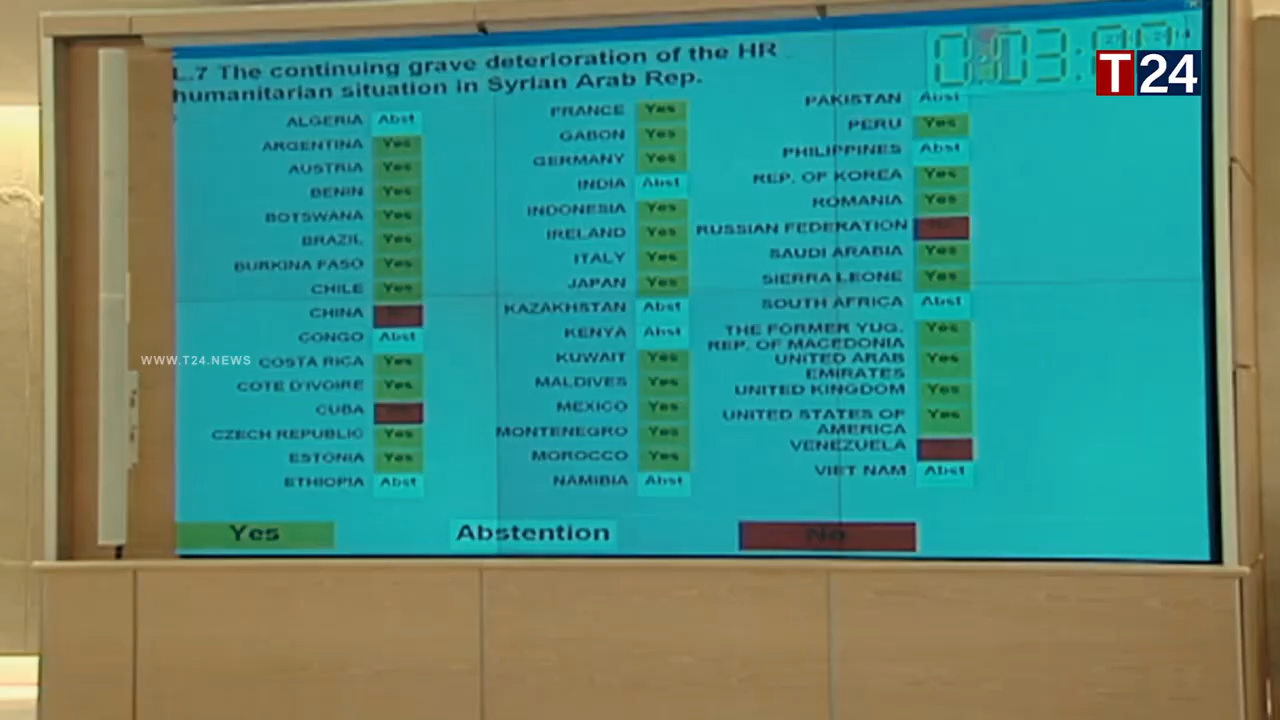 L.7 The continuing grave deterioration of the HR
humanitarian situation in Syrian Arab Rep.
T24
ALGERIA Abst
ARGENTINA Yes
AUSTRIA Yes
BENIN Yes
BOTSWANA Yes
BRAZIL Yes
BURKINA FASO Yes
CHILE Yes
CHINA
CONGO Abst
COSTA RICA Yes
COTE D'IVOIRE Yes
CUBA
CZECH REPUBLIC Yes
ESTONIA Yes
ETHIOPIA Abst
FRANCE Yes
GABON Yes
GERMANY Yes
INDIA Abst
INDONESIA Yes
IRELAND Yes
ITALY Yes
JAPAN Yes
KAZAKHSTAN Abst
KENYA Abst
KUWAIT Yes
MALDIVES Yes
MEXICO Yes
MONTENEGRO Yes
MOROCCO Yes
NAMIBIA Abst
PAKISTAN Abst
PERU Yes
PHILIPPINES Abst
REP. OF KOREA Yes
ROMANIA Yes
RUSSIAN FEDERATION
SAUDI ARABIA Yes
SIERRA LEONE Yes
SOUTH AFRICA Abst
THE FORMER YUG. Yes
REP. OF MACEDONIA
UNITED ARAB Yes
EMIRATES
UNITED KINGDOM Yes
UNITED STATES OF Yes
AMERICA
VENEZUELA
VIET NAM Abst
Yes Abstention No
WWW.T24.NEWS